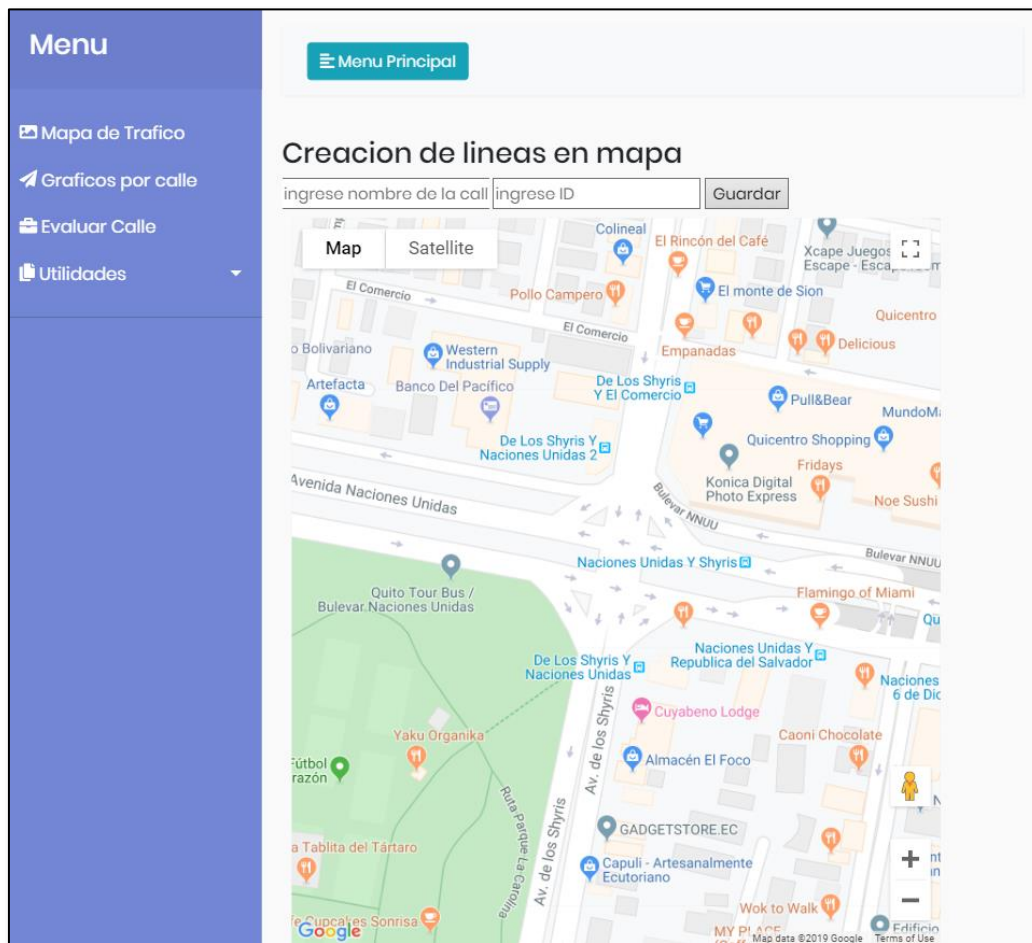 Menu
Mapa de Trafico
Graficos por calle
Evaluar Calle
Utilidades
Menu Principal
Creacion de lineas en mapa
ingrese nombre de la call
ingrese ID
Guardar
Map
Satellite
Colineal
El Rincón del Café
Xcape Juegos
Escape - Escap
El Comercio
Pollo Campero
El monte de Sion
Quicentro
El Comercio
Bolivariano
Western
Industrial Supply
Empanadas
Delicious
Artefacta
Banco Del Pacífico
De Los Shyris
Y El Comercio
Pull&Bear
MundoMa
De Los Shyris Y
Naciones Unidas 2
Quicentro Shopping
Konica Digital
Photo Express
Fridays
Noe Sushi
Avenida Naciones Unidas
Bulevar NNUU
Naciones Unidas Y Shyris
Bulevar NNUU
Quito Tour Bus /
Bulevar Naciones Unidas
Flamingo of Miami
Qu
De Los Shyris Y
Naciones Unidas
Naciones Unidas Y
Republica del Salvador
Naciones
6 de Dic
Av. de los Shyris
Cuyabeno Lodge
Yaku Organika
Caoni Chocolate
Almacén El Foco
Fútbol
razón
Ruta Parque La Carolina
Av. de los Shyris
GADGETSTORE.EC
a Tablita del Tártaro
Capuli - Artesanalmente
Ecutoriano
fe Cupcakes Sonrisa
Wok to Walk
MY PLACE
Edificio
Google
Map data ©2019 Google
Terms of Use